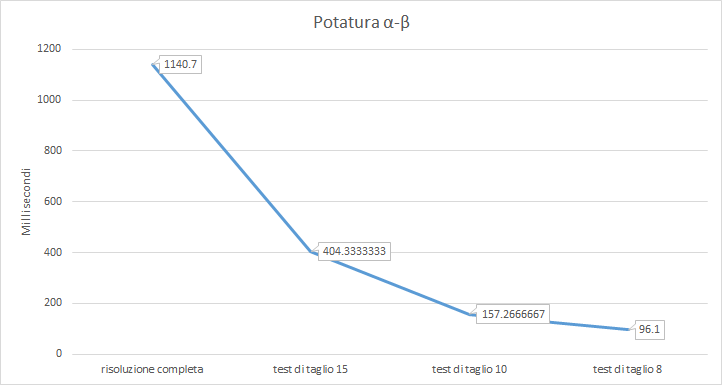 Potatura α-β
1200
1000
800
600
400
200
0
Millisecondi
1140.7
404.3333333
157.2666667
96.1
risoluzione completa
test di taglio 15
test di taglio 10
test di taglio 8